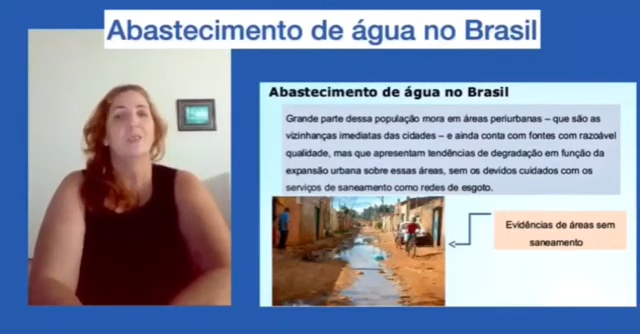 Abastecimento de água no Brasil
Abastecimento de água no Brasil
Grande parte dessa população mora em áreas periurbanas – que são as
vizinhanças imediatas das cidades – e ainda conta com fontes com razoável
qualidade, mas que apresentam tendências de degradação em função da
expansão urbana sobre essas áreas, sem os devidos cuidados com os
serviços de saneamento como redes de esgoto.
Evidências de áreas sem
saneamento